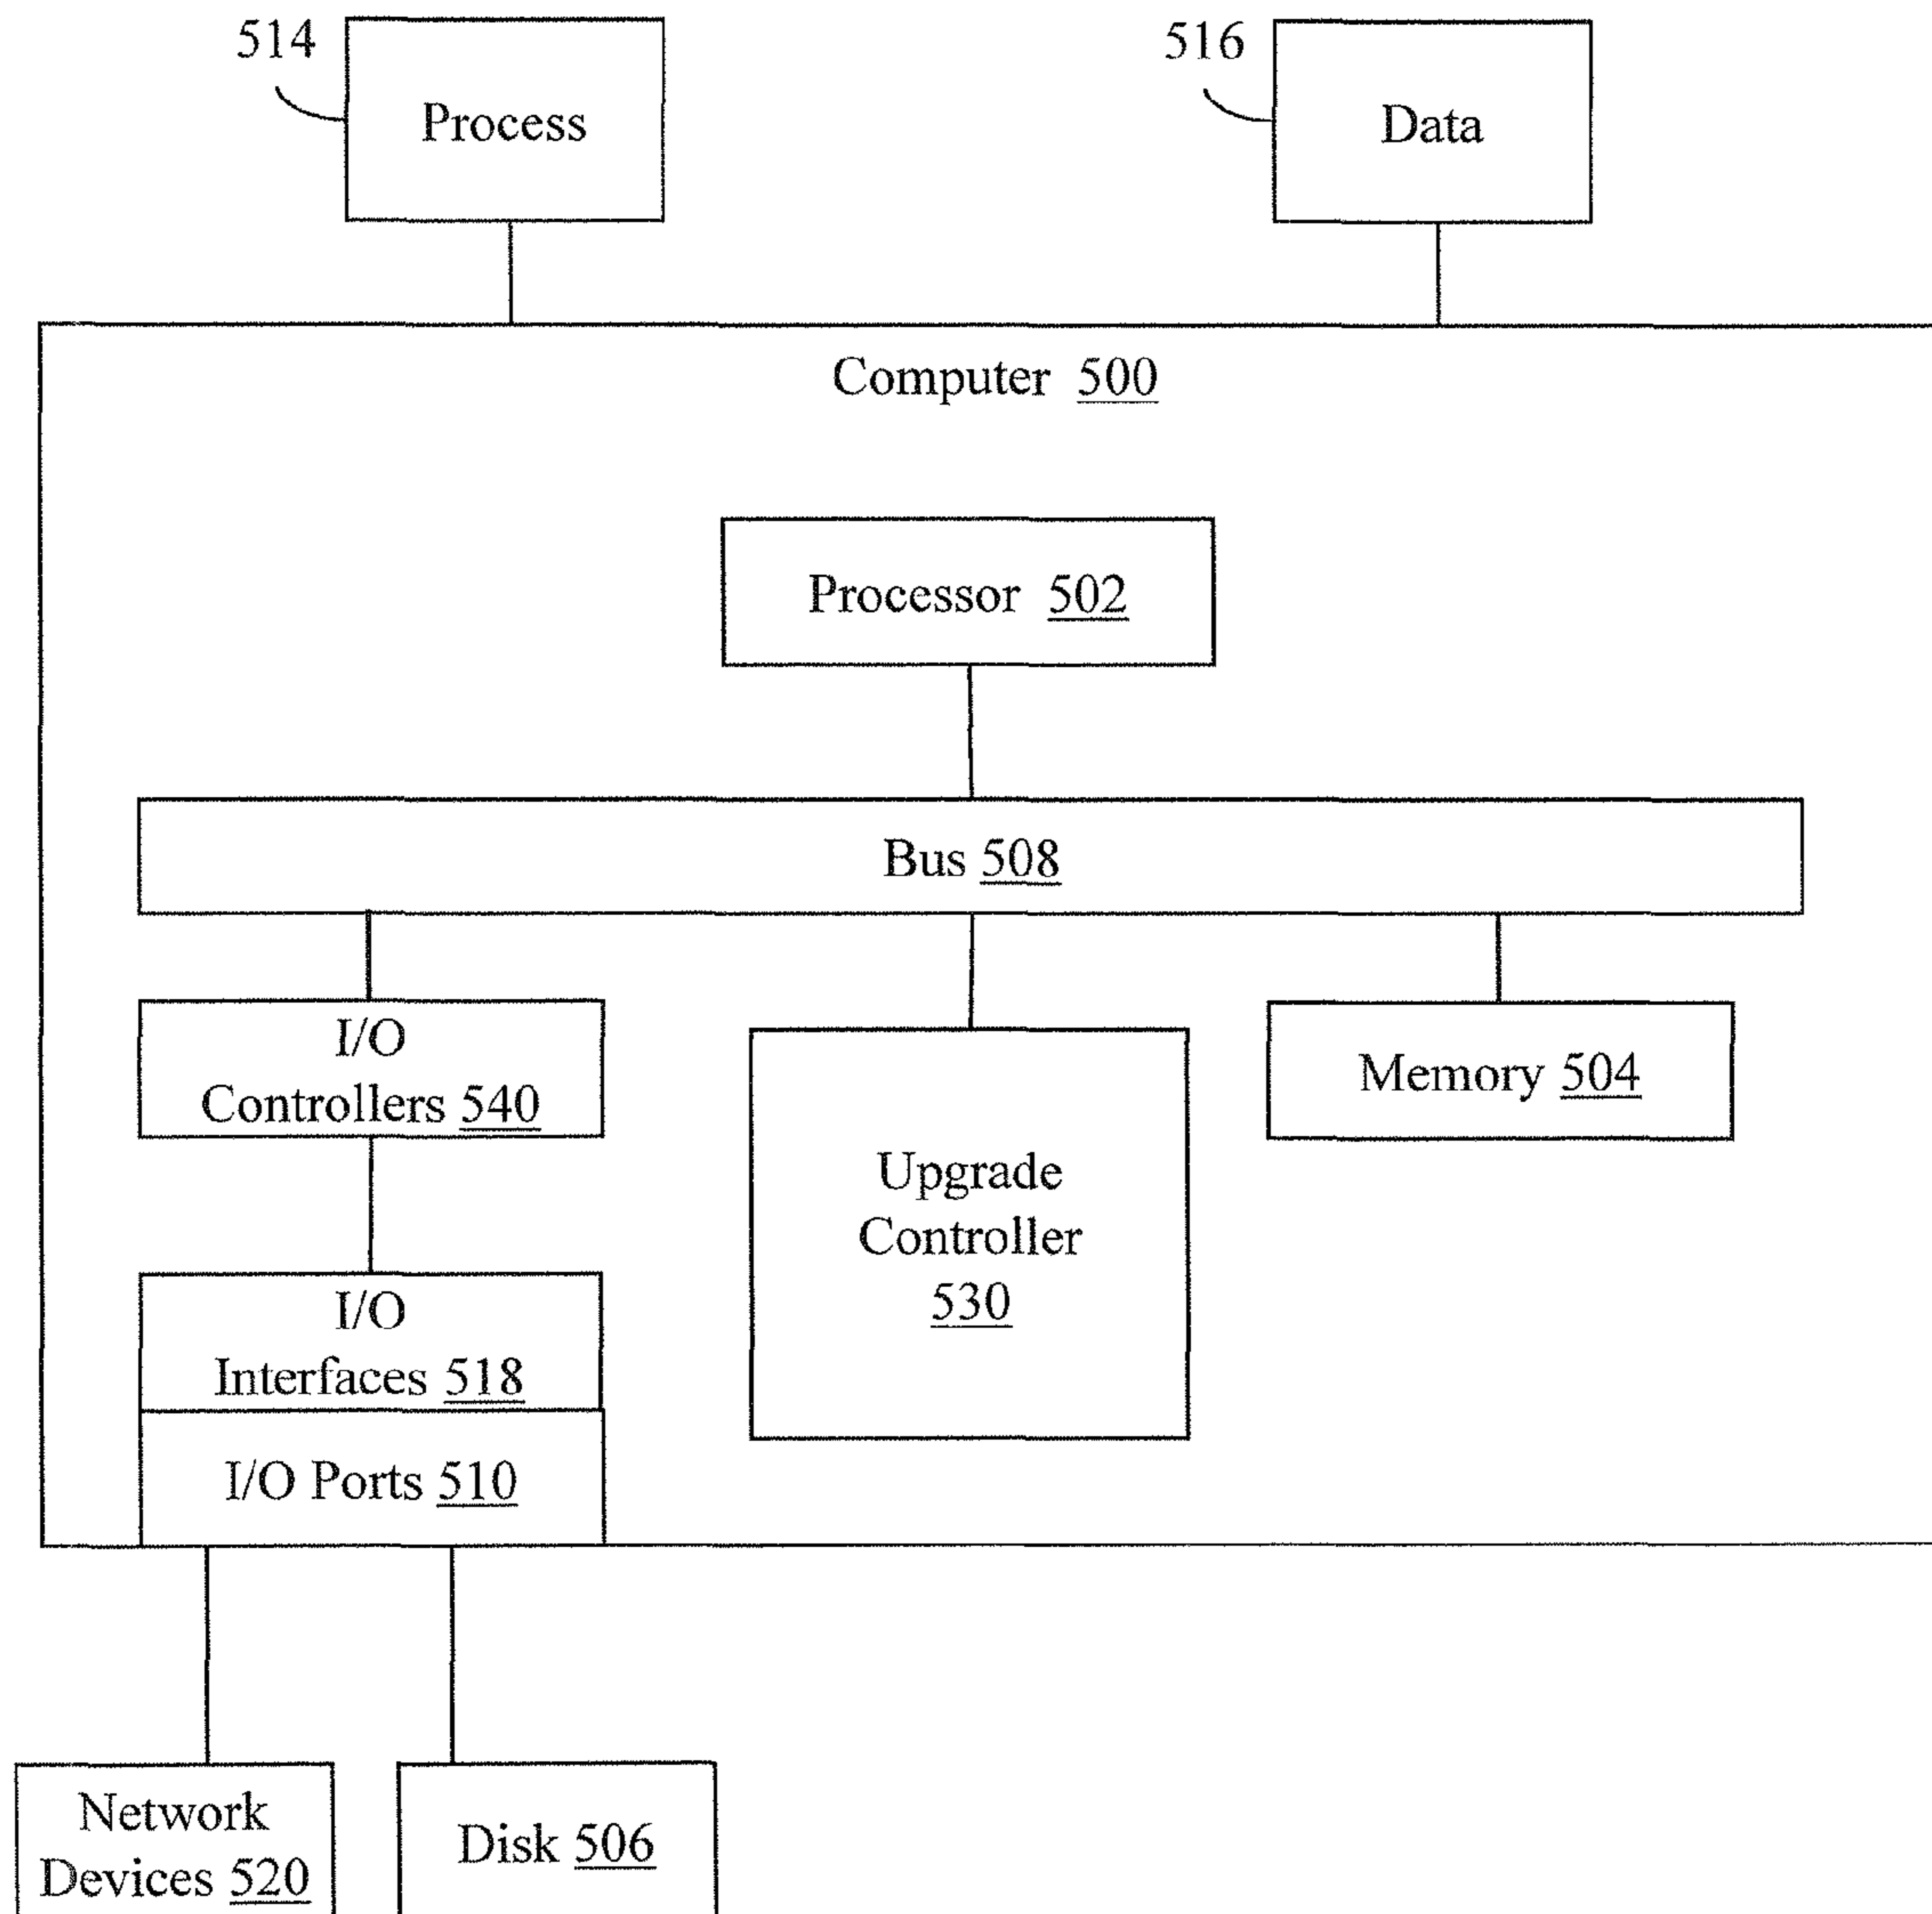 514
Process
516
Data
Computer 500
Processor 502
Bus 508
I/O
Controllers 540
Upgrade
Controller
530
Memory 504
I/O
Interfaces 518
I/O Ports 510
Network
Devices 520
Disk 506